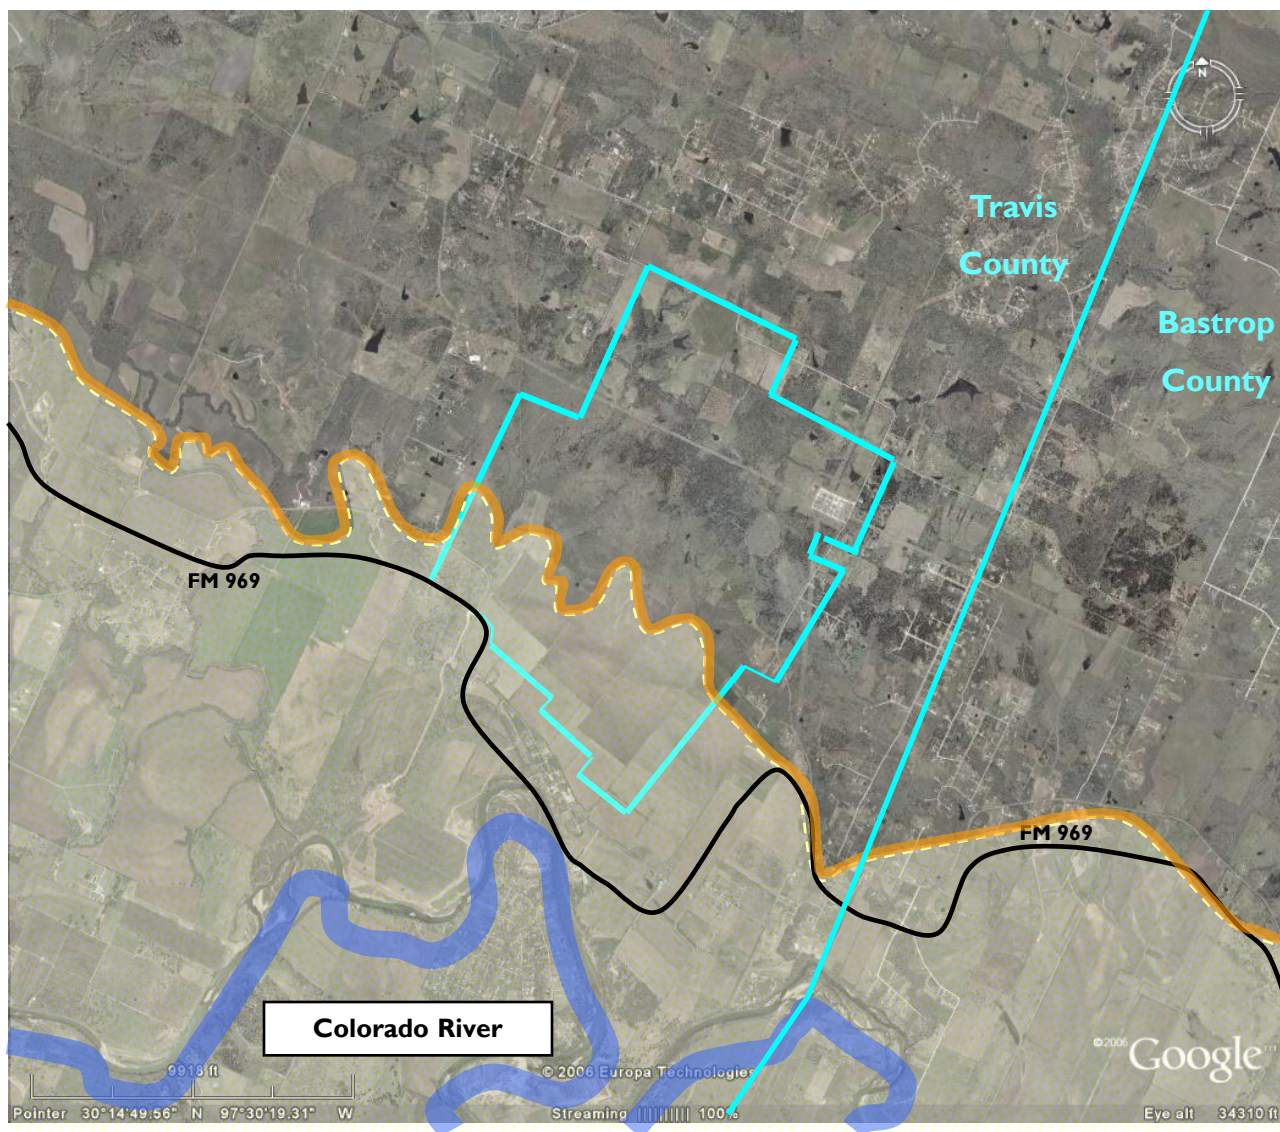 N
Travis
County
Bastrop
County
FM 969
FM 969
Colorado River
©2006 Google™
9918 ft
© 2006 Europa Technologies
Pointer 30°14'49.56" N 97°30'19.31" W
Streaming ||||||||| 100%
Eye alt 34310 ft